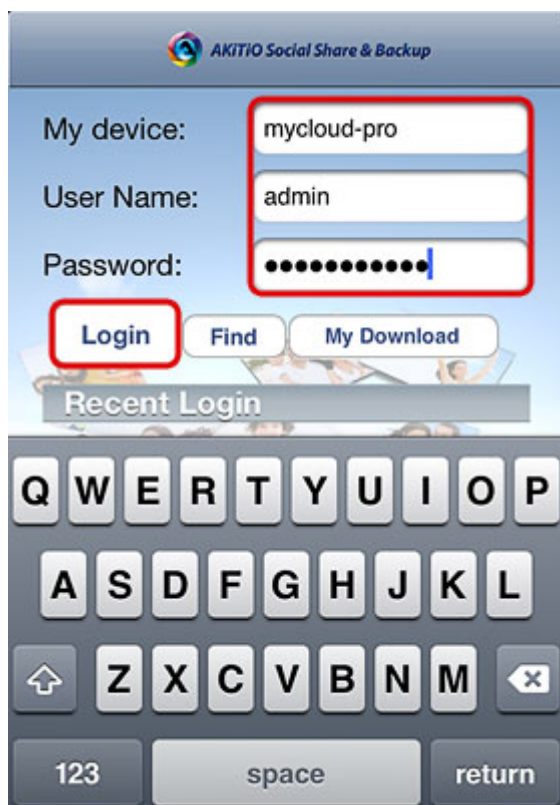 AKiTiO Social Share & Backup
My device: mycloud-pro
User Name: admin
Password: ●●●●●●●●●●●
Login Find My Download
Recent Login
Q W E R T Y U I O P
A S D F G H J K L
Z X C V B N M
123 space return